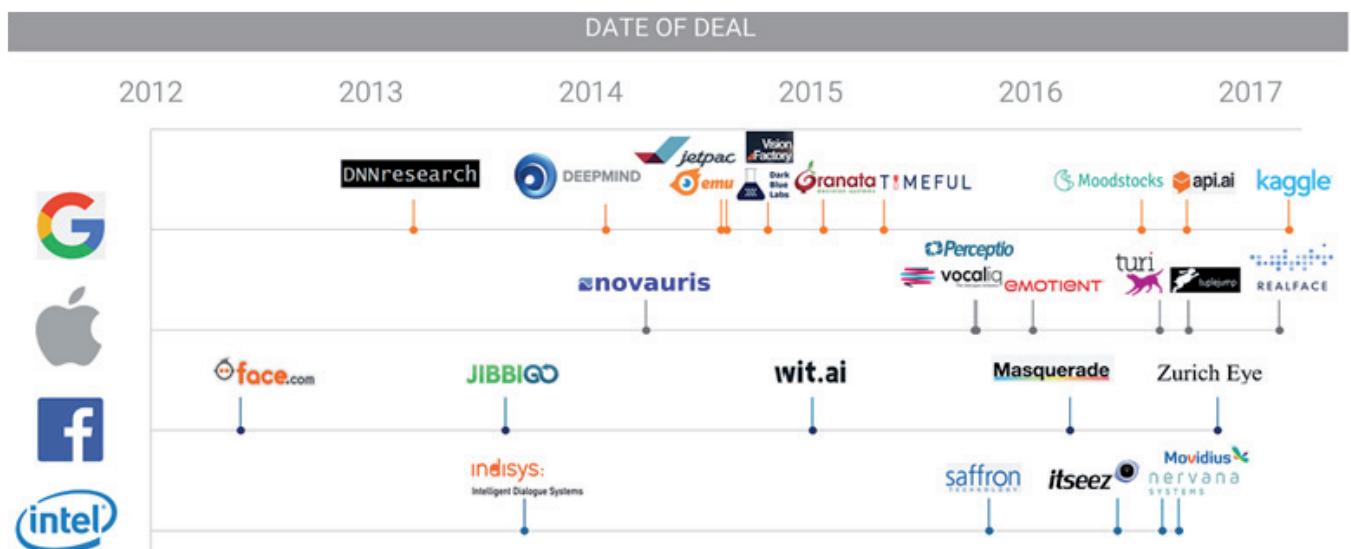 DATE OF DEAL
2012 2013 2014 2015 2016 2017
DNNresearch
DEEPMIND
jetpac
emu
Vision
Factory
Dark
Blue
Labs
Granata
decision systems
TIMEFUL
Moodstocks
api.ai
kaggle
novauris
Perceptio
vocaliq
emotient
turi
tuplejump
REALFACE
face.com
JIBBIGO
wit.ai
Masquerade
Zurich Eye
intel
indisys:
Intelligent Dialogue Systems
saffron
TECHNOLOGY
itseez
Movidius
nervana
SYSTEMS